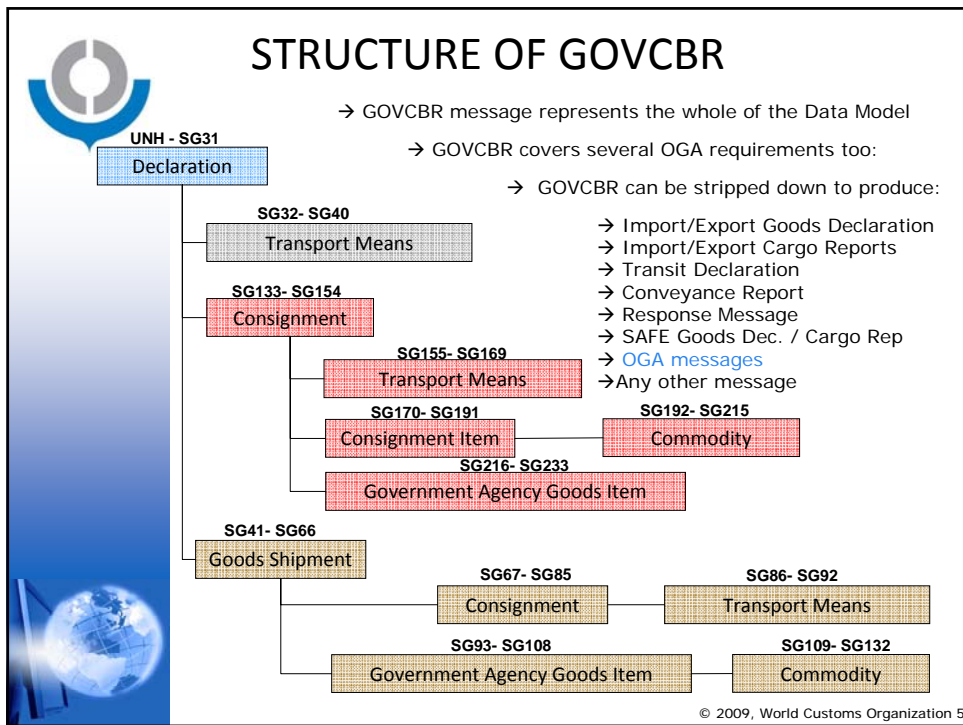 STRUCTURE OF GOVCBR
→ GOVCBR message represents the whole of the Data Model
→ GOVCBR covers several OGA requirements too:
→ GOVCBR can be stripped down to produce:
→ Import/Export Goods Declaration
→ Import/Export Cargo Reports
→ Transit Declaration
→ Conveyance Report
→ Response Message
→ SAFE Goods Dec. / Cargo Rep
→ OGA messages
→Any other message
UNH - SG31
Declaration
SG32- SG40
Transport Means
SG133- SG154
Consignment
SG155- SG169
Transport Means
SG170- SG191
Consignment Item
SG192- SG215
Commodity
SG216- SG233
Government Agency Goods Item
SG41- SG66
Goods Shipment
SG67- SG85
Consignment
SG86- SG92
Transport Means
SG93- SG108
Government Agency Goods Item
SG109- SG132
Commodity
© 2009, World Customs Organization 5